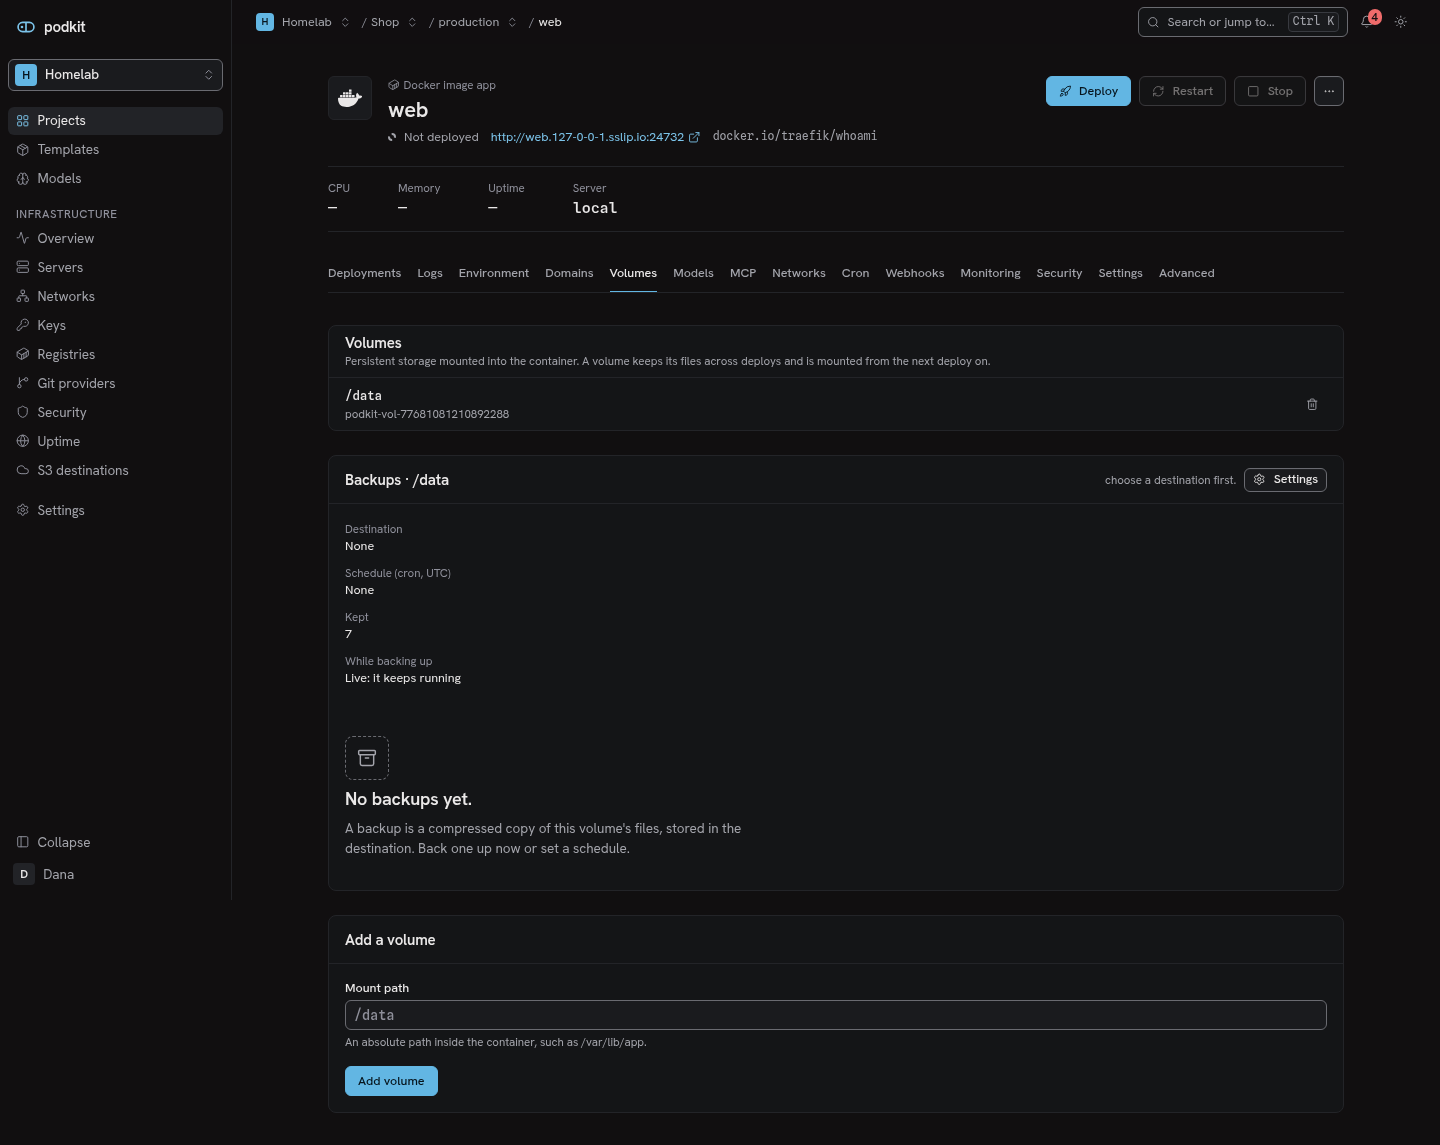 podkit
H Homelab
Projects
Templates
Models
INFRASTRUCTURE
Overview
Servers
Networks
Keys
Registries
Git providers
Security
Uptime
S3 destinations
Settings
Collapse
D Dana
H Homelab / Shop / production / web
Search or jump to... Ctrl K 4
Docker image app
web
Not deployed http://web.127-0-0-1.sslip.io:24732 docker.io/traefik/whoami
Deploy Restart Stop ...
CPU Memory Uptime Server
— — — local
Deployments Logs Environment Domains Volumes Models MCP Networks Cron Webhooks Monitoring Security Settings Advanced
Volumes
Persistent storage mounted into the container. A volume keeps its files across deploys and is mounted from the next deploy on.
/data
podkit-vol-77681081210892288
Backups · /data choose a destination first. Settings
Destination
None
Schedule (cron, UTC)
None
Kept
7
While backing up
Live: it keeps running
No backups yet.
A backup is a compressed copy of this volume's files, stored in the
destination. Back one up now or set a schedule.
Add a volume
Mount path
/data
An absolute path inside the container, such as /var/lib/app.
Add volume